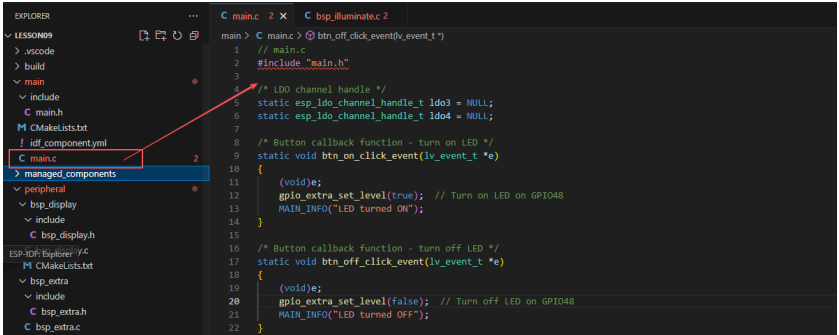 EXPLORER
...
LESSON09
.vscode
build
main
include
C main.h
M CMakeLists.txt
! idf_component.yml
C main.c 2
managed_components
peripheral
bsp_display
include
C bsp_display.h
ESP-IDF: Explorer
M CMakeLists.txt
bsp_extra
include
C bsp_extra.h
C bsp_extra.c
C main.c 2 ×
C bsp_illuminate.c 2
main > C main.c > btn_off_click_event(lv_event_t *)
1 // main.c
2 #include "main.h"
3
4 /* LDO channel handle */
5 static esp_ldo_channel_handle_t ldo3 = NULL;
6 static esp_ldo_channel_handle_t ldo4 = NULL;
7
8 /* Button callback function - turn on LED */
9 static void btn_on_click_event(lv_event_t *e)
10 {
11 (void)e;
12 gpio_extra_set_level(true); // Turn on LED on GPIO48
13 MAIN_INFO("LED turned ON");
14 }
15
16 /* Button callback function - turn off LED */
17 static void btn_off_click_event(lv_event_t *e)
18 {
19 (void)e;
20 gpio_extra_set_level(false); // Turn off LED on GPIO48
21 MAIN_INFO("LED turned OFF");
22 }